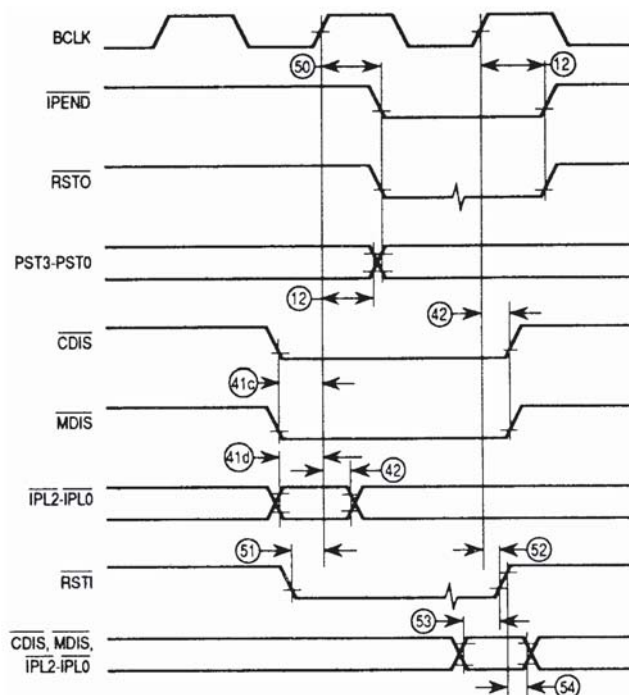 BCLK
50
12
IPEND
RSTO
PST3-PST0
12
42
CDIS
41c
MDIS
41d
42
IPL2-IPL0
51
52
RSTI
53
CDIS, MDIS,
IPL2-IPL0
54